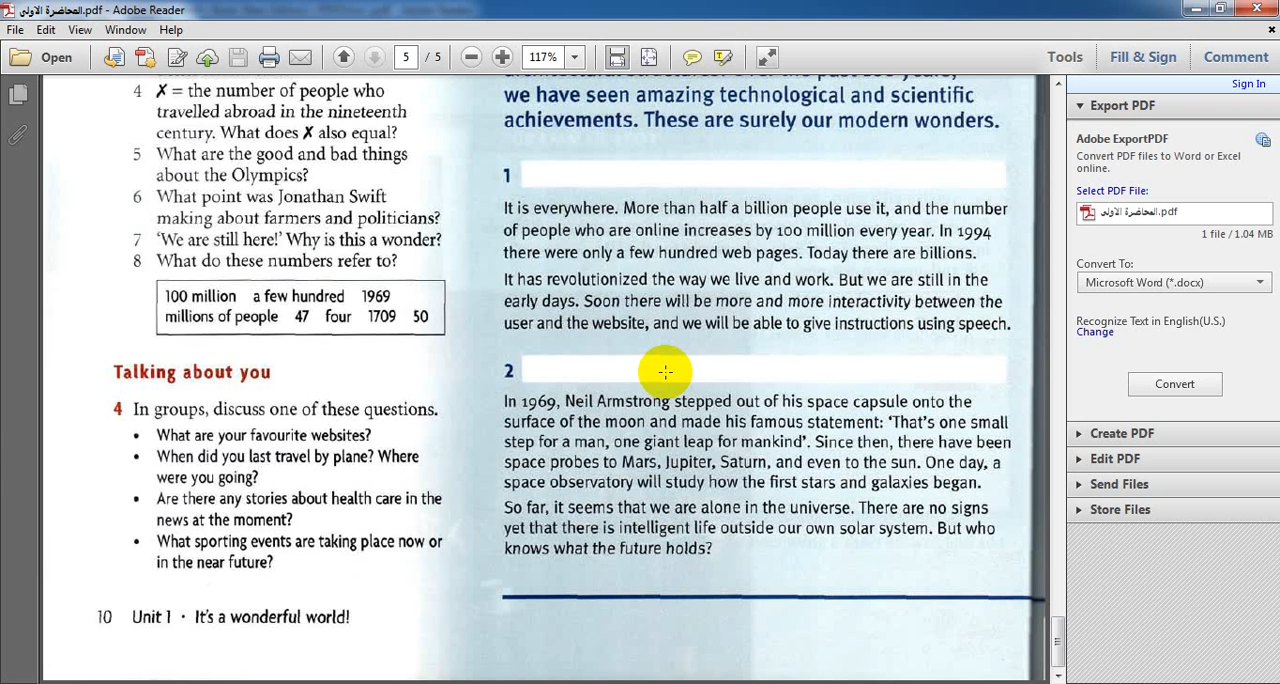 المحاضرة الاولى.pdf - Adobe Reader
File Edit View Window Help
Open 5 / 5 117% Tools Fill & Sign Comment
4 ✗ = the number of people who
travelled abroad in the nineteenth
century. What does ✗ also equal?
5 What are the good and bad things
about the Olympics?
6 What point was Jonathan Swift
making about farmers and politicians?
7 ‘We are still here!’ Why is this a wonder?
8 What do these numbers refer to?
100 million a few hundred 1969
millions of people 47 four 1709 50
Talking about you
4 In groups, discuss one of these questions.
• What are your favourite websites?
• When did you last travel by plane? Where
were you going?
• Are there any stories about health care in the
news at the moment?
• What sporting events are taking place now or
in the near future?
10 Unit 1 · It's a wonderful world!
we have seen amazing technological and scientific
achievements. These are surely our modern wonders.
1
It is everywhere. More than half a billion people use it, and the number
of people who are online increases by 100 million every year. In 1994
there were only a few hundred web pages. Today there are billions.
It has revolutionized the way we live and work. But we are still in the
early days. Soon there will be more and more interactivity between the
user and the website, and we will be able to give instructions using speech.
2
In 1969, Neil Armstrong stepped out of his space capsule onto the
surface of the moon and made his famous statement: ‘That's one small
step for a man, one giant leap for mankind’. Since then, there have been
space probes to Mars, Jupiter, Saturn, and even to the sun. One day, a
space observatory will study how the first stars and galaxies began.
So far, it seems that we are alone in the universe. There are no signs
yet that there is intelligent life outside our own solar system. But who
knows what the future holds?
Sign In
Export PDF
Adobe ExportPDF
Convert PDF files to Word or Excel
online.
Select PDF File:
المحاضرة الاولى.pdf
1 file / 1.04 MB
Convert To:
Microsoft Word (*.docx)
Recognize Text in English(U.S.)
Change
Convert
Create PDF
Edit PDF
Send Files
Store Files